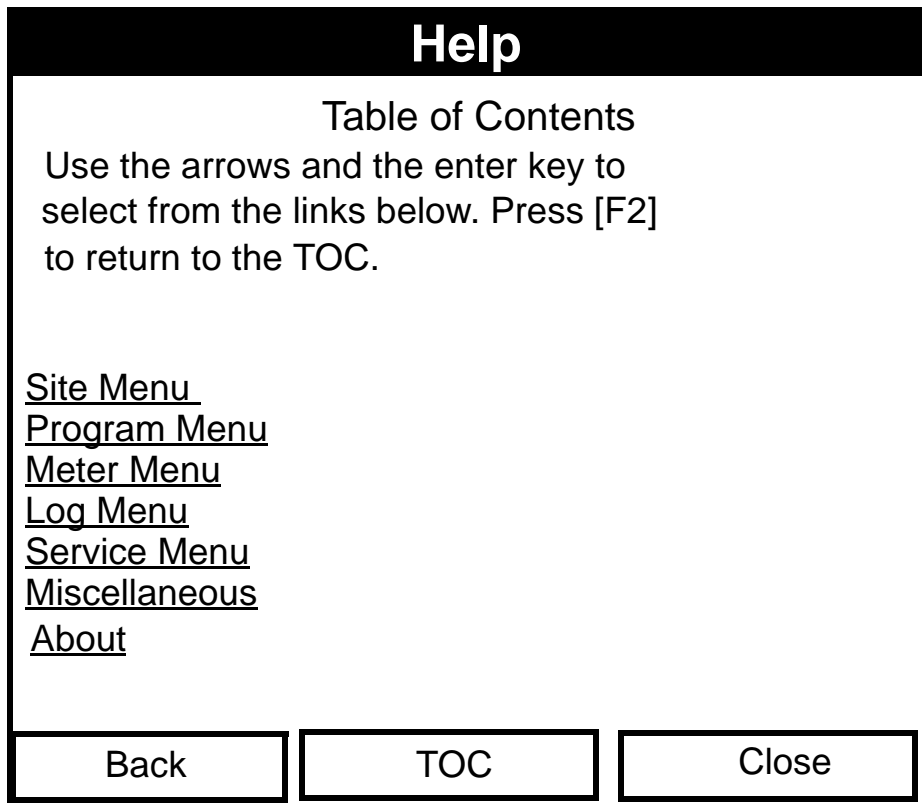 Help
Table of Contents
Use the arrows and the enter key to
select from the links below. Press [F2]
to return to the TOC.
Site Menu
Program Menu
Meter Menu
Log Menu
Service Menu
Miscellaneous
About
Back
TOC
Close